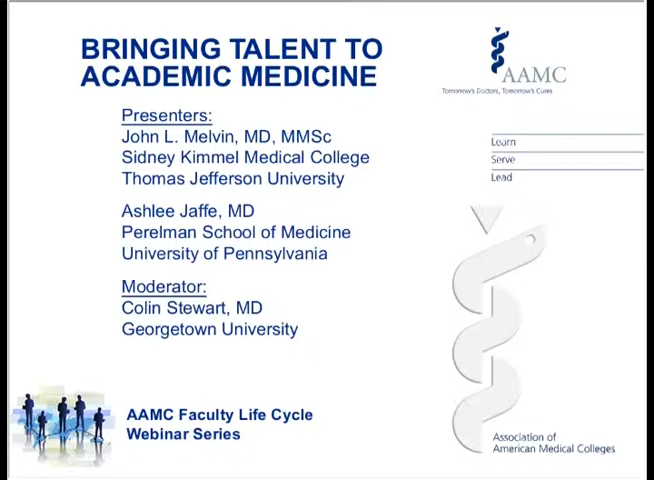 BRINGING TALENT TO
ACADEMIC MEDICINE
Presenters:
John L. Melvin, MD, MMSc
Sidney Kimmel Medical College
Thomas Jefferson University
Ashlee Jaffe, MD
Perelman School of Medicine
University of Pennsylvania
Moderator:
Colin Stewart, MD
Georgetown University
AAMC Faculty Life Cycle
Webinar Series
AAMC
Tomorrow's Doctors, Tomorrow's Cures
Learn
Serve
Lead
Association of
American Medical Colleges